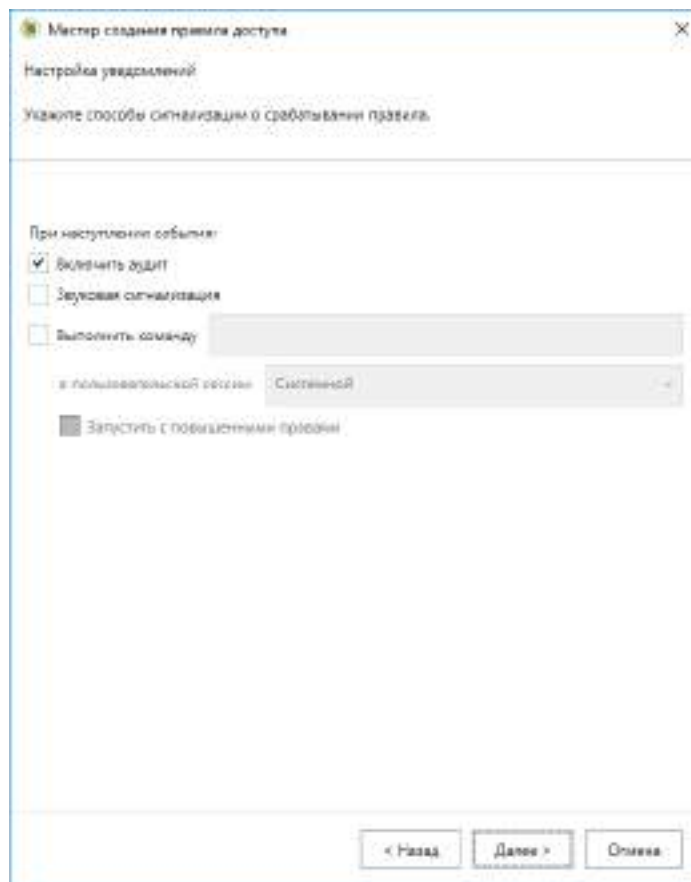 Мастер создания правила доступа
Настройка уведомлений
Укажите способы сигнализации о срабатывании правила.
При наступлении события:
Включить аудит
Звуковая сигнализация
Выполнить команду
в пользовательской сессии Системной
Запустить с повышенными правами
< Назад Далее > Отмена